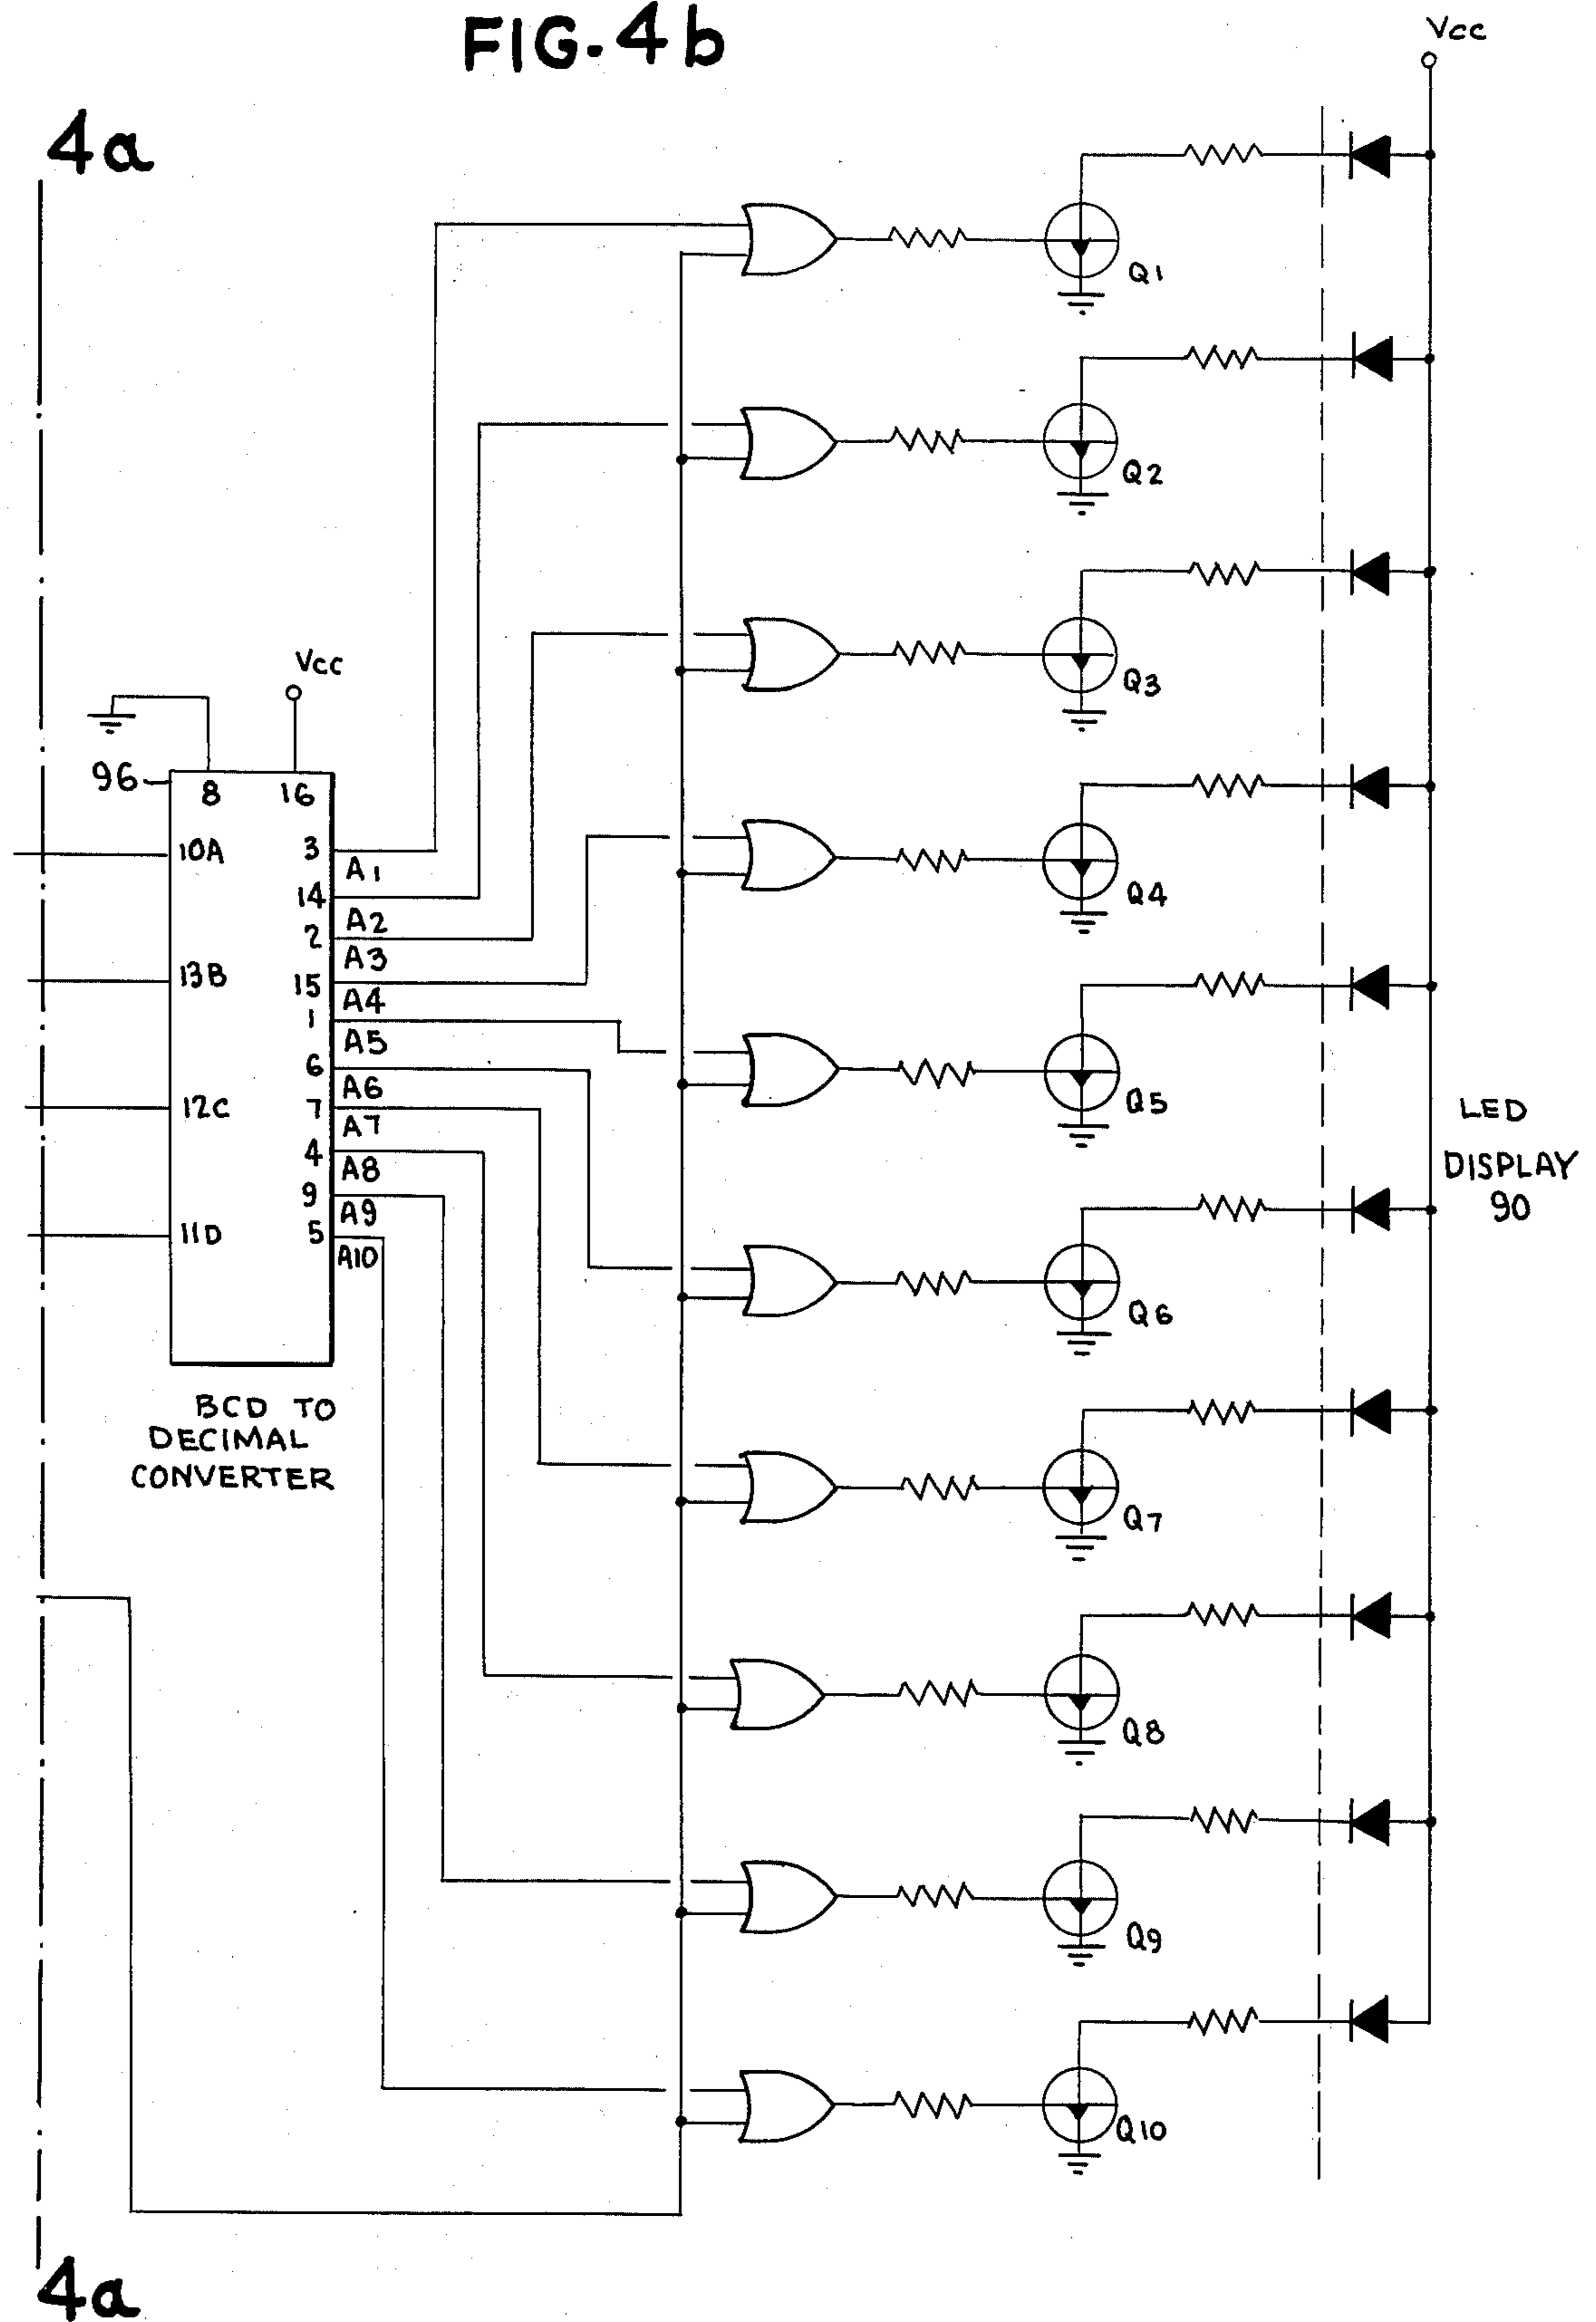 FIG. 4b
Vcc
4a
Q1
Q2
Q3
Vcc
96
8 16
10A
3
A1
14
A2
2
A3
13B
15
A4
1
A5
6
A6
12C
7
A7
4
A8
9
A9
11D
5
A10
BCD TO
DECIMAL
CONVERTER
Q4
Q5
LED
DISPLAY
90
Q6
Q7
Q8
Q9
Q10
4a